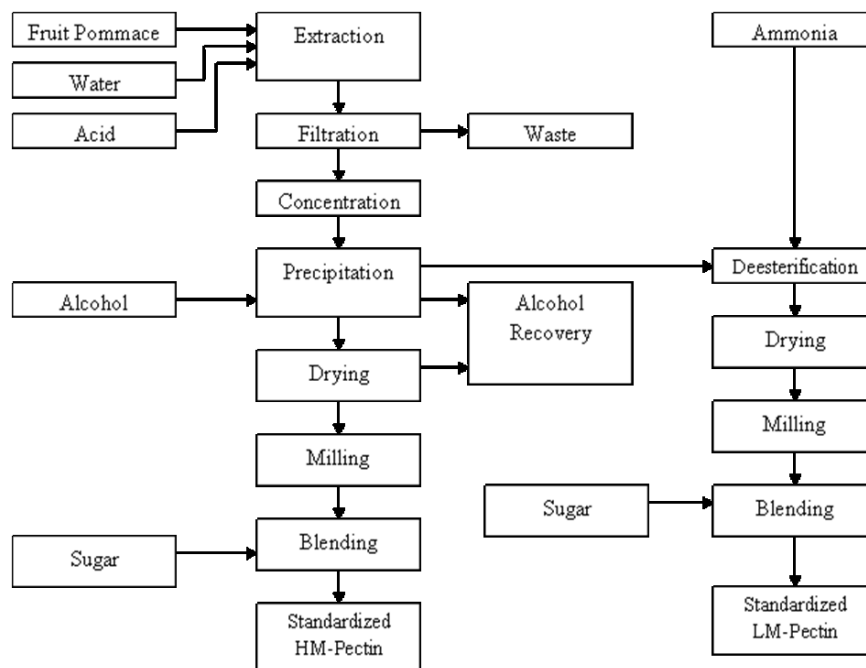 Fruit Pommace
Extraction
Ammonia
Water
Acid
Filtration
Waste
Concentration
Precipitation
Deesterification
Alcohol
Alcohol
Recovery
Drying
Drying
Milling
Milling
Sugar
Blending
Sugar
Blending
Standardized
HM-Pectin
Standardized
LM-Pectin